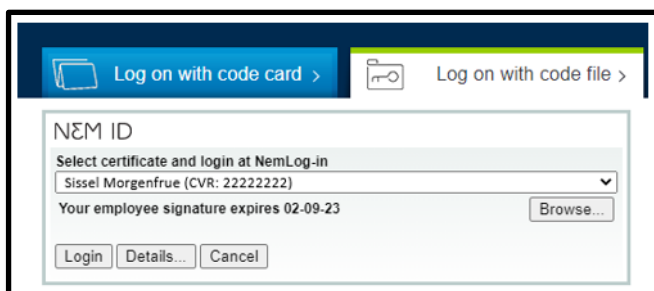 Log on with code card >
Log on with code file >
NEM ID
Select certificate and login at NemLog-in
Sissel Morgenfrue (CVR: 22222222)
Your employee signature expires 02-09-23
Browse...
Login
Details...
Cancel